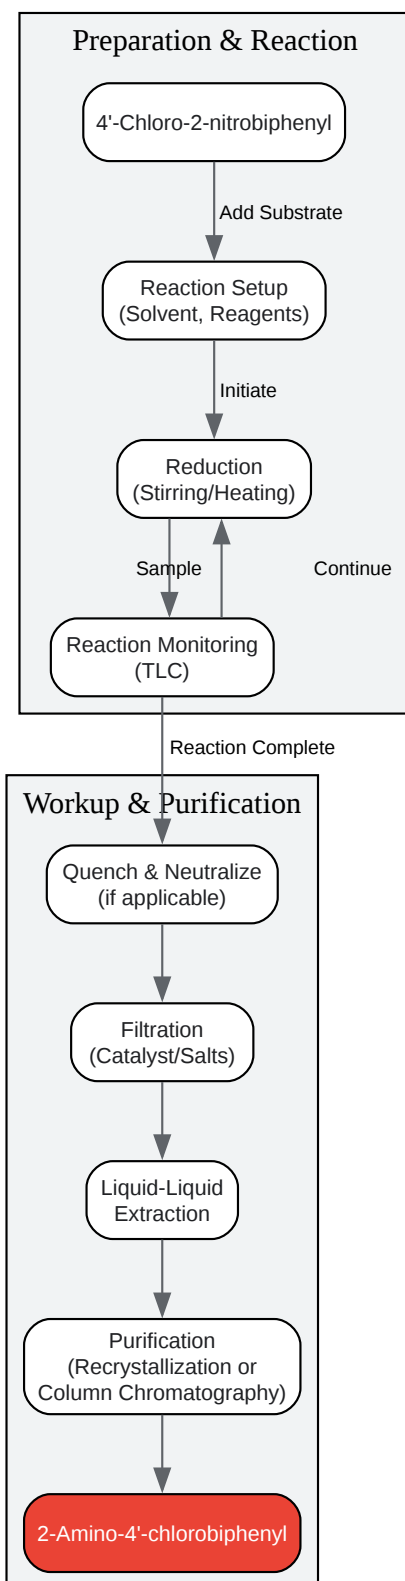 Preparation & Reaction
4'-Chloro-2-nitrobiphenyl
Add Substrate
Reaction Setup
(Solvent, Reagents)
Initiate
Reduction
(Stirring/Heating)
Sample
Continue
Reaction Monitoring
(TLC)
Reaction Complete
Workup & Purification
Quench & Neutralize
(if applicable)
Filtration
(Catalyst/Salts)
Liquid-Liquid
Extraction
Purification
(Recrystallization or
Column Chromatography)
2-Amino-4'-chlorobiphenyl